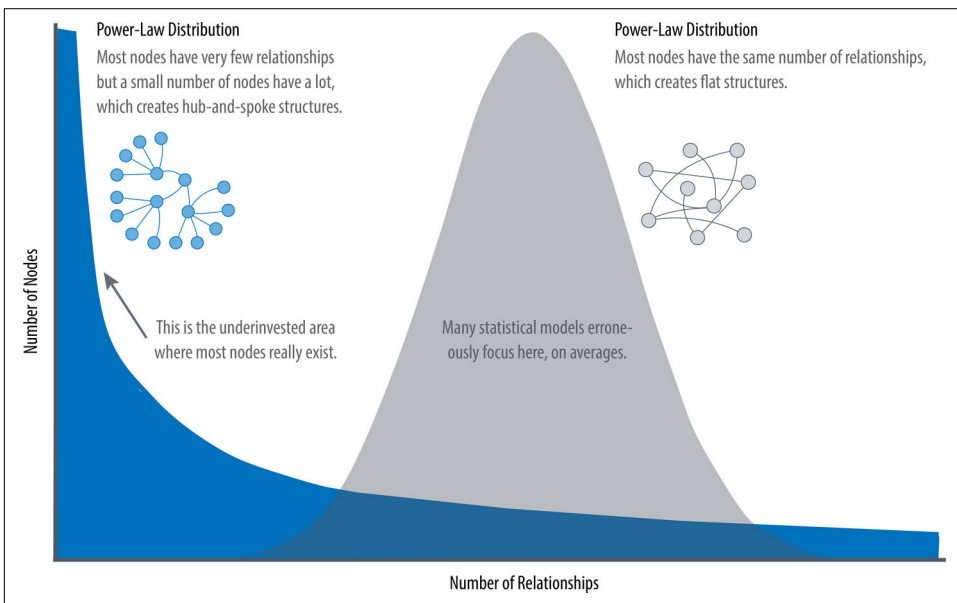 Power-Law Distribution
Most nodes have very few relationships
but a small number of nodes have a lot,
which creates hub-and-spoke structures.
Power-Law Distribution
Most nodes have the same number of relationships,
which creates flat structures.
Number of Nodes
This is the underinvested area
where most nodes really exist.
Many statistical models errone-
ously focus here, on averages.
Number of Relationships